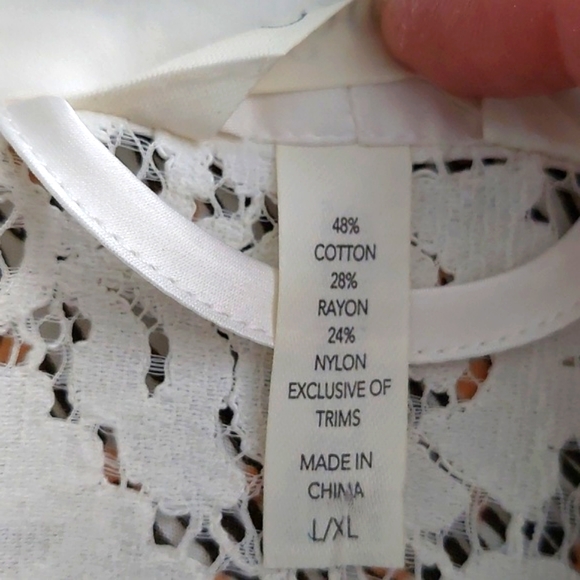 48%
COTTON
28%
RAYON
24%
NYLON
EXCLUSIVE OF
TRIMS
MADE IN
CHINA
L/XL